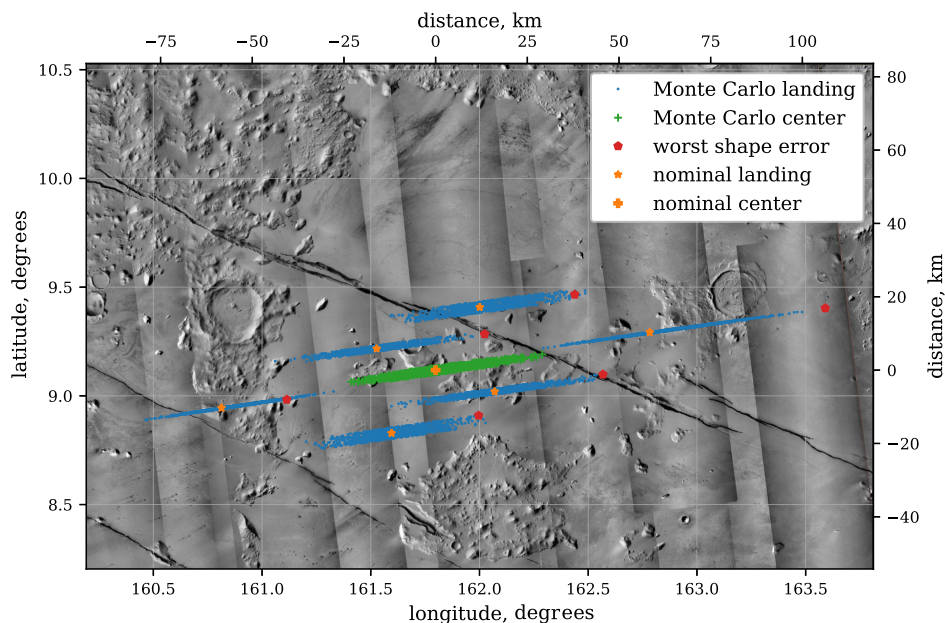 distance, km
−75 −50 −25 0 25 50 75 100
10.5
10.0
9.5
9.0
8.5
latitude, degrees
80
60
40
20
0
−20
−40
distance, km
Monte Carlo landing
Monte Carlo center
worst shape error
nominal landing
nominal center
160.5 161.0 161.5 162.0 162.5 163.0 163.5
longitude, degrees